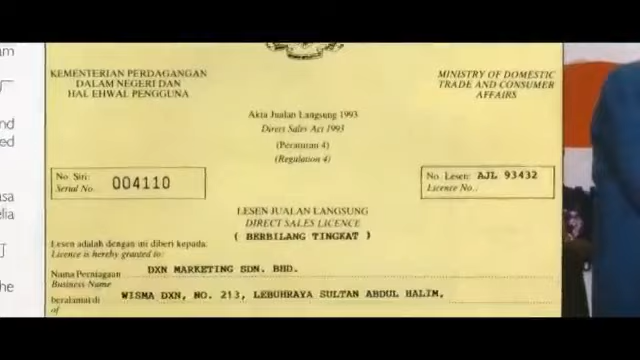 KEMENTERIAN PERDAGANGAN
DALAM NEGERI DAN
HAL EHWAL PENGGUNA
MINISTRY OF DOMESTIC
TRADE AND CONSUMER
AFFAIRS
Akta Jualan Langsung 1993
Direct Sales Act 1993
(Peraturan 4)
(Regulation 4)
No. Siri:
Serial No.
004110
No. Lesen: AJL 93432
Licence No.:
LESEN JUALAN LANGSUNG
DIRECT SALES LICENCE
( BERBILANG TINGKAT )
Lesen adalah dengan ini diberi kepada:
Licence is hereby granted to:
Nama Perniagaan DXN MARKETING SDN. BHD.
Business Name
beralamat di WISMA DXN, NO. 213, LEBUHRAYA SULTAN ABDUL HALIM,
of